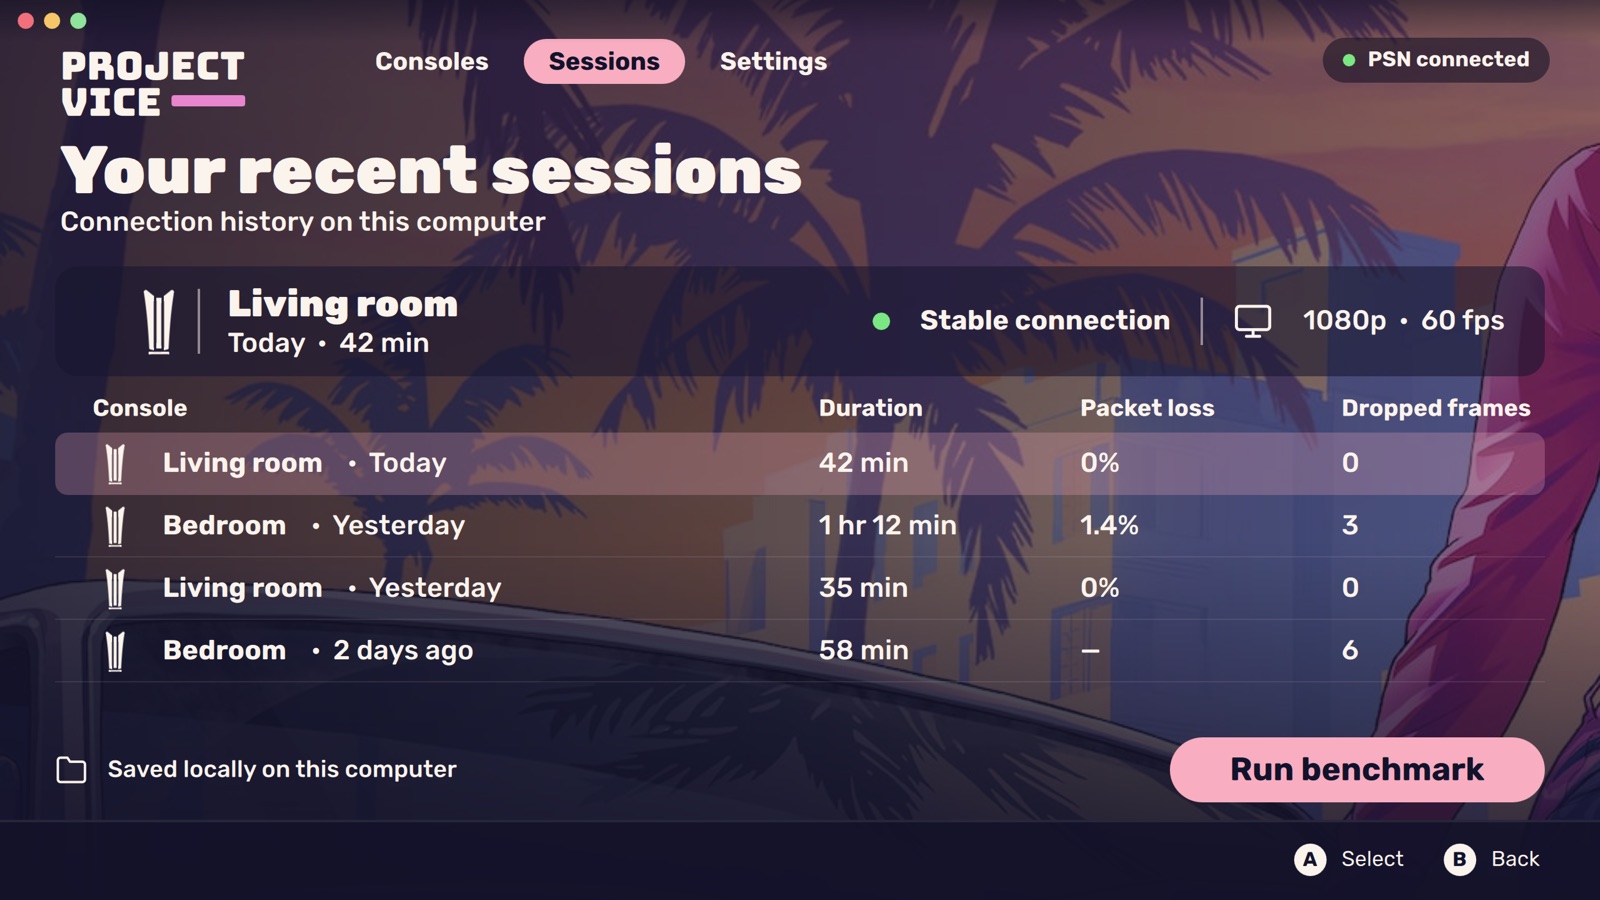 PROJECT
VICE
Consoles
Sessions
Settings
PSN connected
Your recent sessions
Connection history on this computer
Living room
Today • 42 min
Stable connection
1080p • 60 fps
Console Duration Packet loss Dropped frames
Living room • Today 42 min 0% 0
Bedroom • Yesterday 1 hr 12 min 1.4% 3
Living room • Yesterday 35 min 0% 0
Bedroom • 2 days ago 58 min – 6
Saved locally on this computer
Run benchmark
A Select B Back